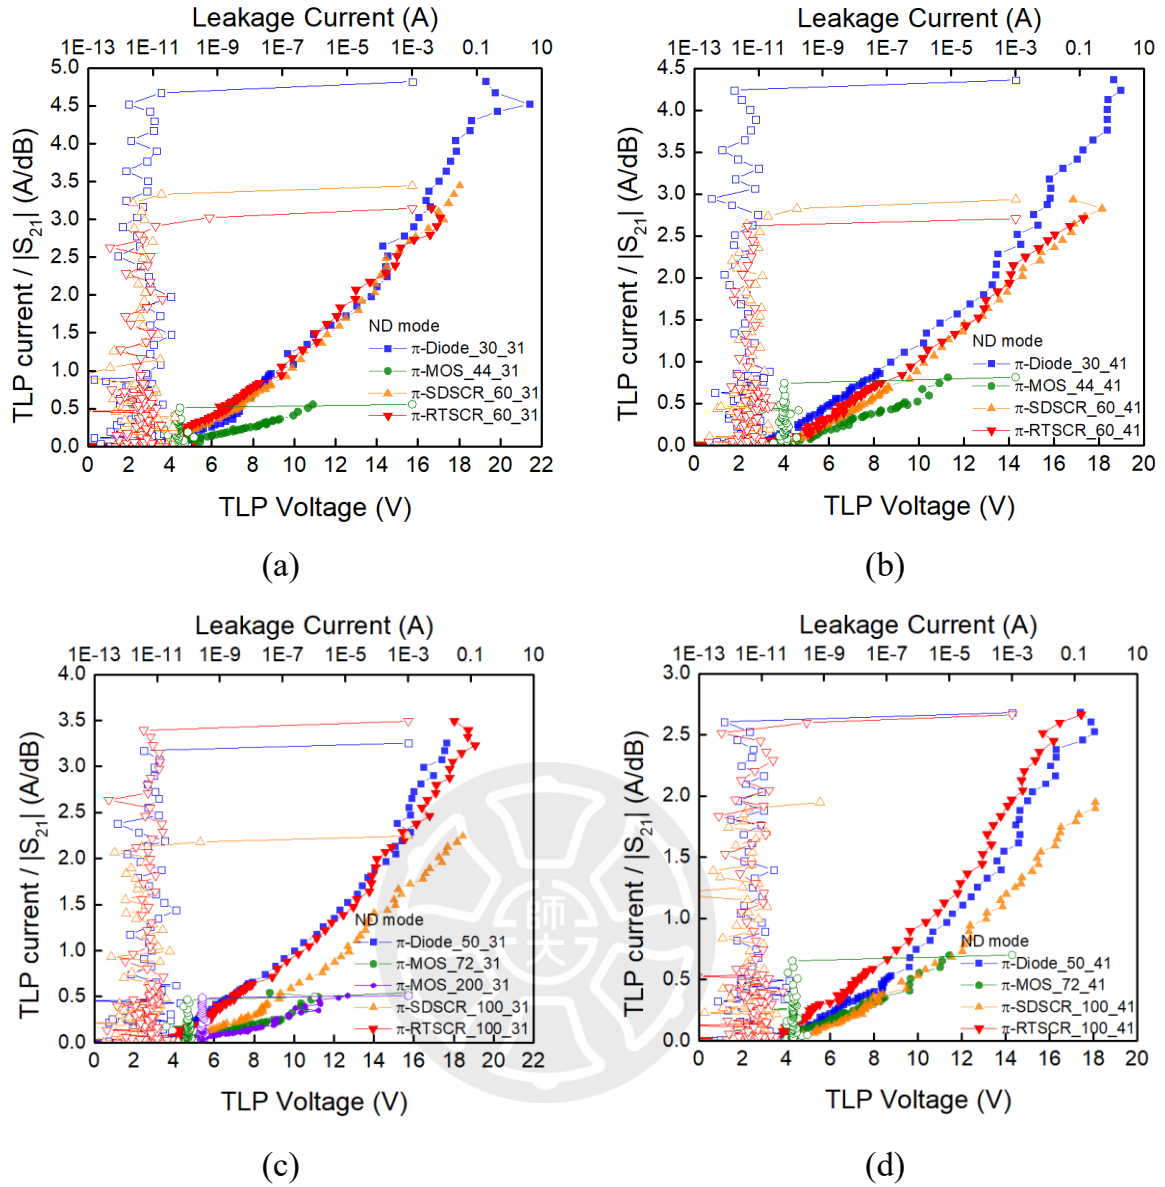 Leakage Current (A)
1E-13 1E-11 1E-9 1E-7 1E-5 1E-3 0.1 10
5.0
4.5
4.0
3.5
3.0
2.5
2.0
1.5
1.0
0.5
0.0
TLP current / |S21| (A/dB)
ND mode
π-Diode_30_31
π-MOS_44_31
π-SDSCR_60_31
π-RTSCR_60_31
0 2 4 6 8 10 12 14 16 18 20 22
TLP Voltage (V)
(a)
Leakage Current (A)
1E-13 1E-11 1E-9 1E-7 1E-5 1E-3 0.1 10
4.5
4.0
3.5
3.0
2.5
2.0
1.5
1.0
0.5
0.0
TLP current / |S21| (A/dB)
ND mode
π-Diode_30_41
π-MOS_44_41
π-SDSCR_60_41
π-RTSCR_60_41
0 2 4 6 8 10 12 14 16 18 20
TLP Voltage (V)
(b)
Leakage Current (A)
1E-13 1E-11 1E-9 1E-7 1E-5 1E-3 0.1 10
4.0
3.5
3.0
2.5
2.0
1.5
1.0
0.5
0.0
TLP current / |S21| (A/dB)
ND mode
π-Diode_50_31
π-MOS_72_31
π-MOS_200_31
π-SDSCR_100_31
π-RTSCR_100_31
0 2 4 6 8 10 12 14 16 18 20 22
TLP Voltage (V)
(c)
Leakage Current (A)
1E-13 1E-11 1E-9 1E-7 1E-5 1E-3 0.1 10
3.0
2.5
2.0
1.5
1.0
0.5
0.0
TLP current / |S21| (A/dB)
ND mode
π-Diode_50_41
π-MOS_72_41
π-SDSCR_100_41
π-RTSCR_100_41
0 2 4 6 8 10 12 14 16 18 20
TLP Voltage (V)
(d)
師
大